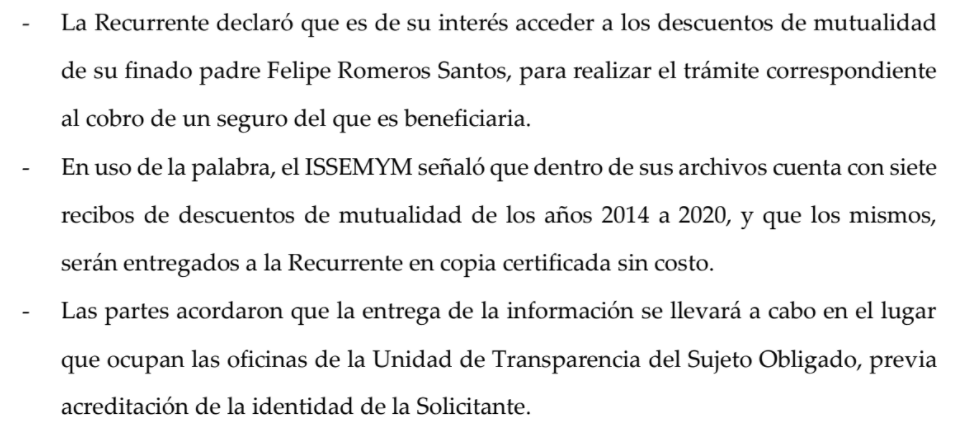 - La Recurrente declaró que es de su interés acceder a los descuentos de mutualidad
de su finado padre Felipe Romeros Santos, para realizar el trámite correspondiente
al cobro de un seguro del que es beneficiaria.
- En uso de la palabra, el ISSEMYM señaló que dentro de sus archivos cuenta con siete
recibos de descuentos de mutualidad de los años 2014 a 2020, y que los mismos,
serán entregados a la Recurrente en copia certificada sin costo.
- Las partes acordaron que la entrega de la información se llevará a cabo en el lugar
que ocupan las oficinas de la Unidad de Transparencia del Sujeto Obligado, previa
acreditación de la identidad de la Solicitante.